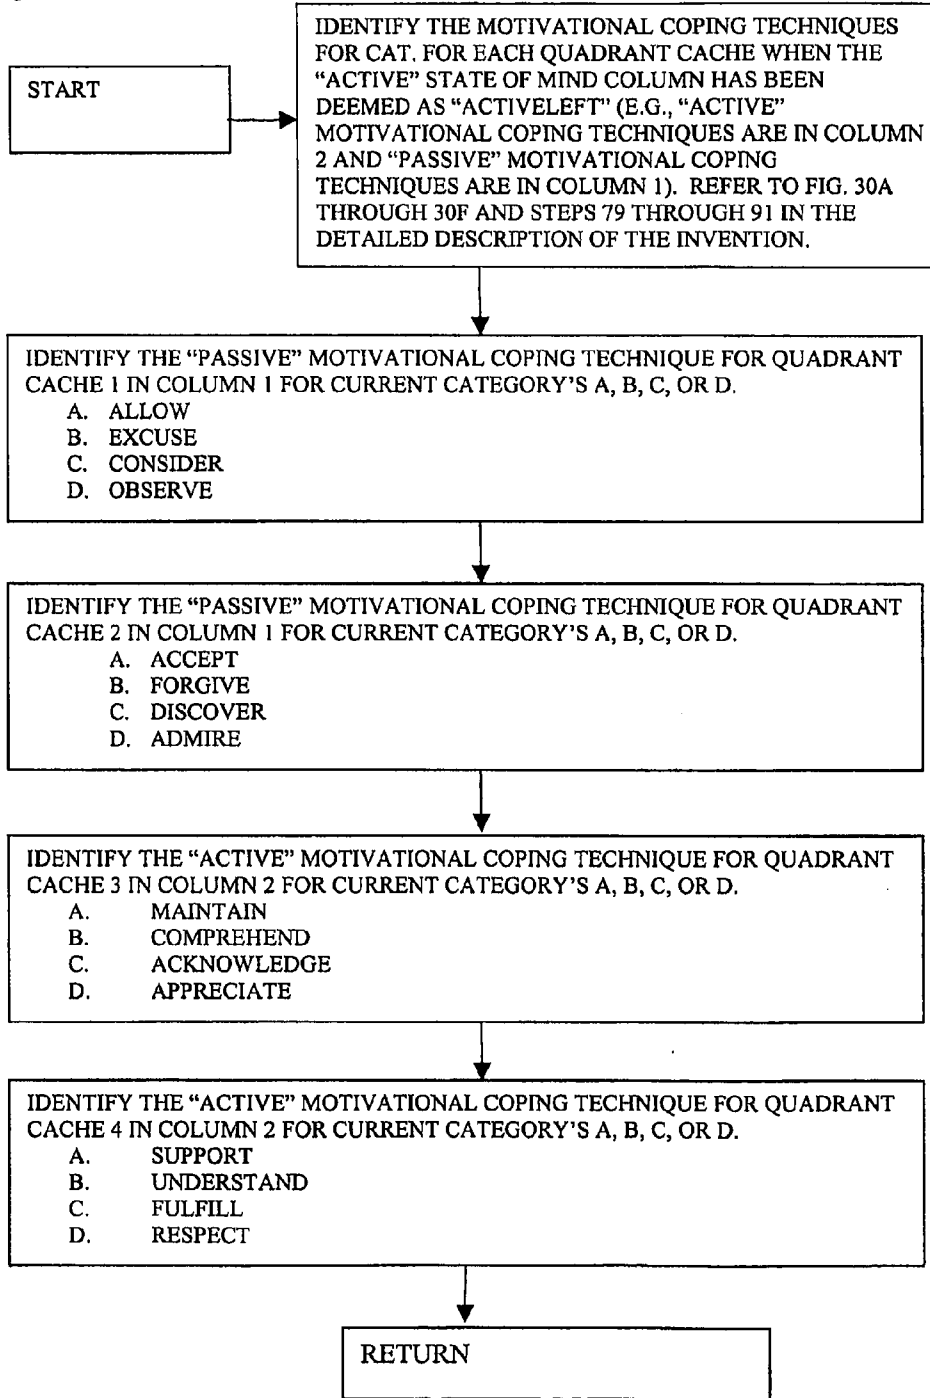 START
IDENTIFY THE MOTIVATIONAL COPING TECHNIQUES
FOR CAT. FOR EACH QUADRANT CACHE WHEN THE
“ACTIVE” STATE OF MIND COLUMN HAS BEEN
DEEMED AS “ACTIVELEFT” (E.G., “ACTIVE”
MOTIVATIONAL COPING TECHNIQUES ARE IN COLUMN
2 AND “PASSIVE” MOTIVATIONAL COPING
TECHNIQUES ARE IN COLUMN 1). REFER TO FIG. 30A
THROUGH 30F AND STEPS 79 THROUGH 91 IN THE
DETAILED DESCRIPTION OF THE INVENTION.
IDENTIFY THE “PASSIVE” MOTIVATIONAL COPING TECHNIQUE FOR QUADRANT
CACHE 1 IN COLUMN 1 FOR CURRENT CATEGORY’S A, B, C, OR D.
A. ALLOW
B. EXCUSE
C. CONSIDER
D. OBSERVE
IDENTIFY THE “PASSIVE” MOTIVATIONAL COPING TECHNIQUE FOR QUADRANT
CACHE 2 IN COLUMN 1 FOR CURRENT CATEGORY’S A, B, C, OR D.
A. ACCEPT
B. FORGIVE
C. DISCOVER
D. ADMIRE
IDENTIFY THE “ACTIVE” MOTIVATIONAL COPING TECHNIQUE FOR QUADRANT
CACHE 3 IN COLUMN 2 FOR CURRENT CATEGORY’S A, B, C, OR D.
A. MAINTAIN
B. COMPREHEND
C. ACKNOWLEDGE
D. APPRECIATE
IDENTIFY THE “ACTIVE” MOTIVATIONAL COPING TECHNIQUE FOR QUADRANT
CACHE 4 IN COLUMN 2 FOR CURRENT CATEGORY’S A, B, C, OR D.
A. SUPPORT
B. UNDERSTAND
C. FULFILL
D. RESPECT
RETURN